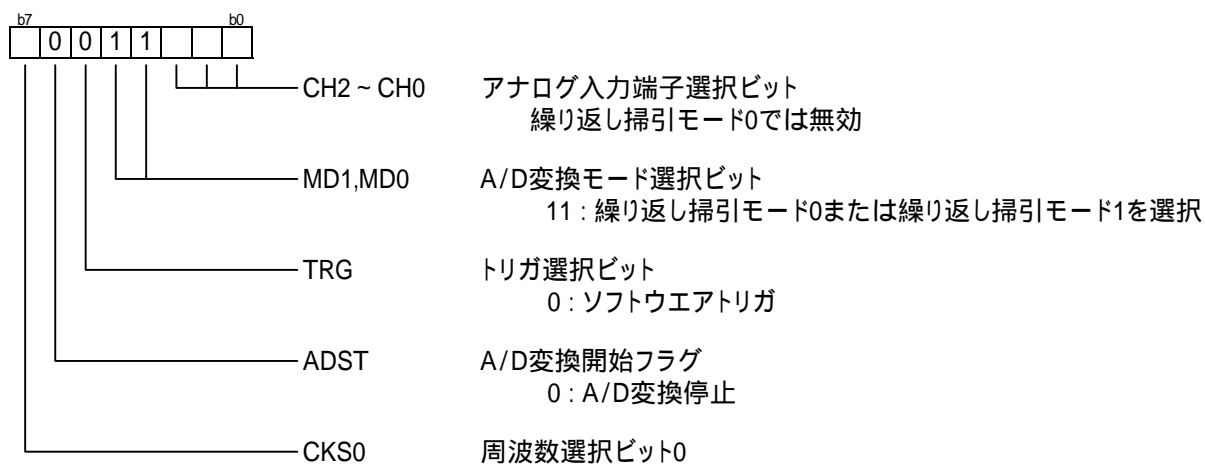 b7 b0
0 0 1 1
CH2 ~ CH0 アナログ入力端子選択ビット
繰り返し掃引モード0では無効
MD1,MD0 A/D変換モード選択ビット
11 : 繰り返し掃引モード0または繰り返し掃引モード1を選択
TRG トリガ選択ビット
0 : ソフトウエアトリガ
ADST A/D変換開始フラグ
0 : A/D変換停止
CKS0 周波数選択ビット0